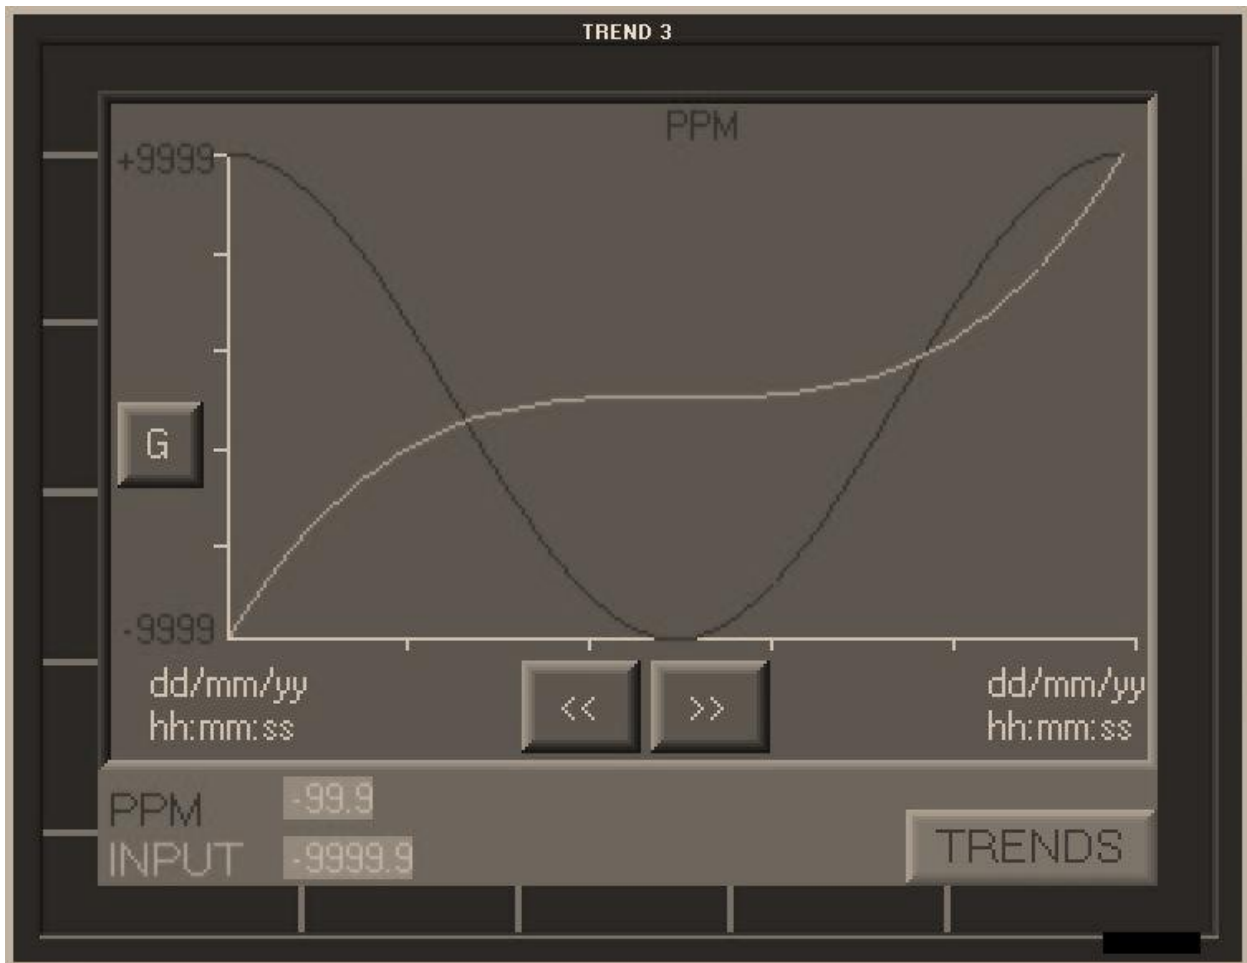 TREND 3
PPM
+9999
G
-9999
dd/mm/yy
hh:mm:ss
<< >>
dd/mm/yy
hh:mm:ss
PPM -99.9
INPUT -9999.9
TRENDS